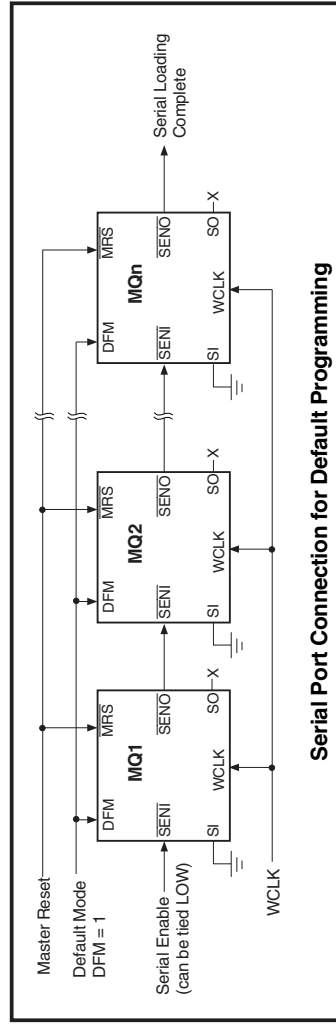 Master Reset
Default Mode
DFM = 1
DFM
MRS
DFM
MRS
DFM
MRS
MQ1
MQ2
MQn
Serial Enable
(can be tied LOW)
SENI
SENO
SENI
SENO
SENI
SENO
Serial Loading
Complete
SI
WCLK
SO
X
SI
WCLK
SO
X
SI
WCLK
SO
X
WCLK
Serial Port Connection for Default Programming